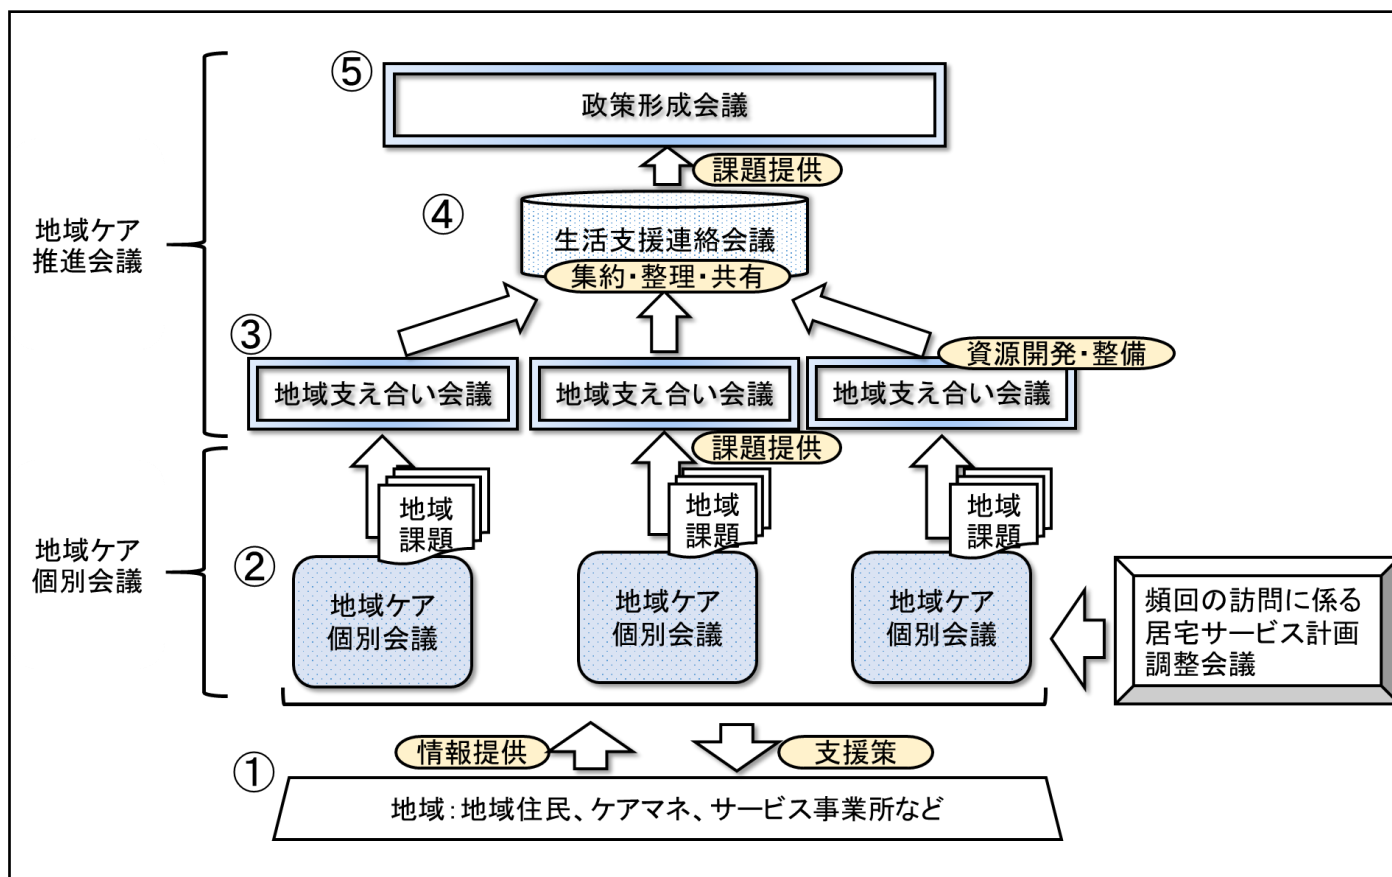 ⑤
政策形成会議
課題提供
④
生活支援連絡会議
集約・整理・共有
地域ケア
推進会議
③
資源開発・整備
地域支え合い会議
地域支え合い会議
地域支え合い会議
課題提供
地域
課題
地域
課題
地域
課題
地域ケア
個別会議
②
地域ケア
個別会議
地域ケア
個別会議
地域ケア
個別会議
頻回の訪問に係る
居宅サービス計画
調整会議
情報提供
支援策
①
地域：地域住民、ケアマネ、サービス事業所など